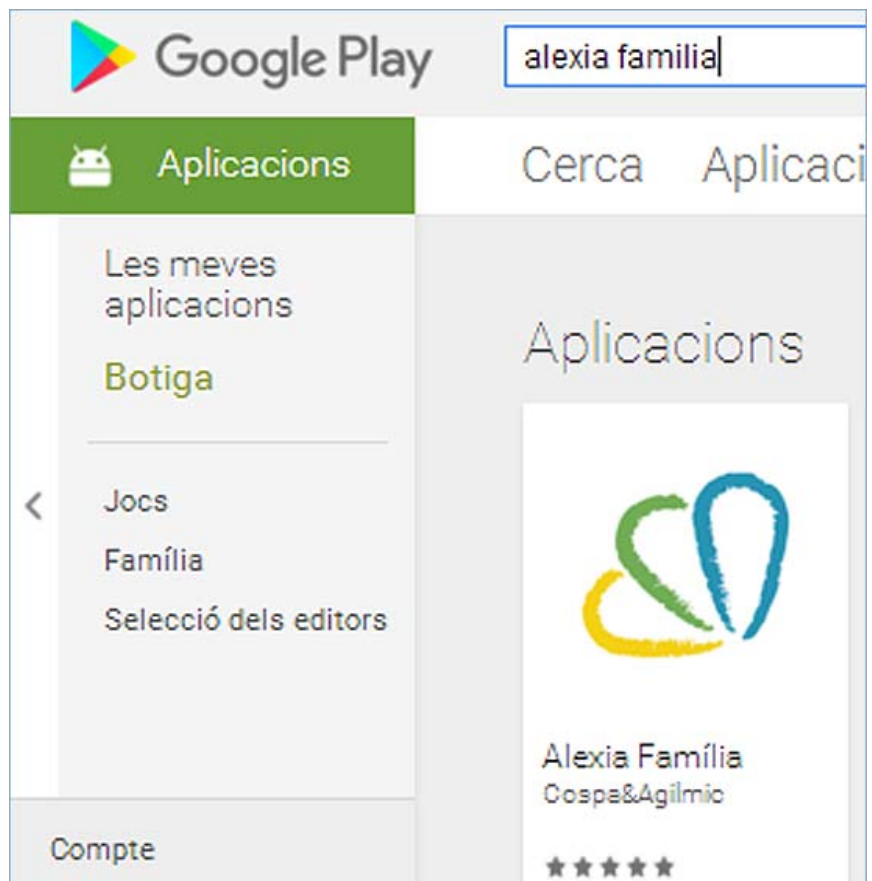 Google Play
alexia familia
Aplicacions
Cerca Aplicaci
Les meves
aplicacions
Botiga
Jocs
Família
Selecció dels editors
Compte
Aplicacions
Alexia Família
Cospa&Agilmic